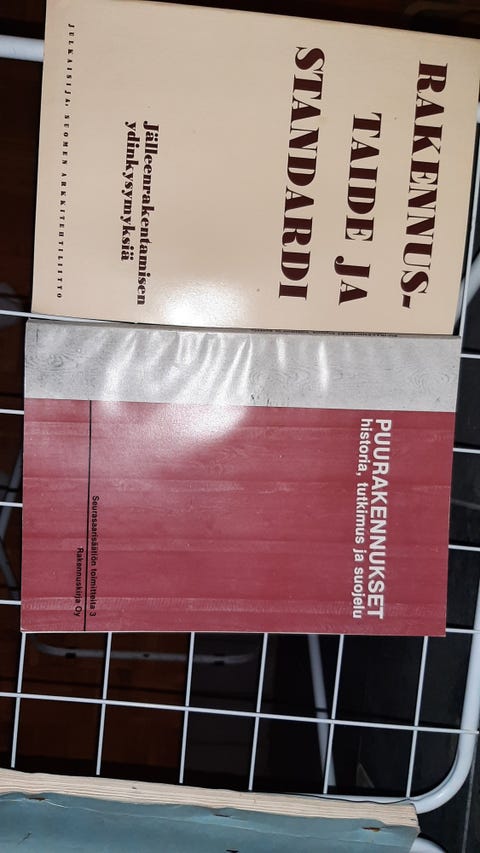 RAKENNUS-
TAIDE JA
STANDARDI
Jälleenrakentamisen
ydinkysymyksiä
JULKAISIJA: SUOMEN ARKKITEHTILIITTO
PUURAKENNUKSET
historia, tutkimus ja suojelu
Seurasaarisäätiön toimitteita 3
Rakennuskirja Oy